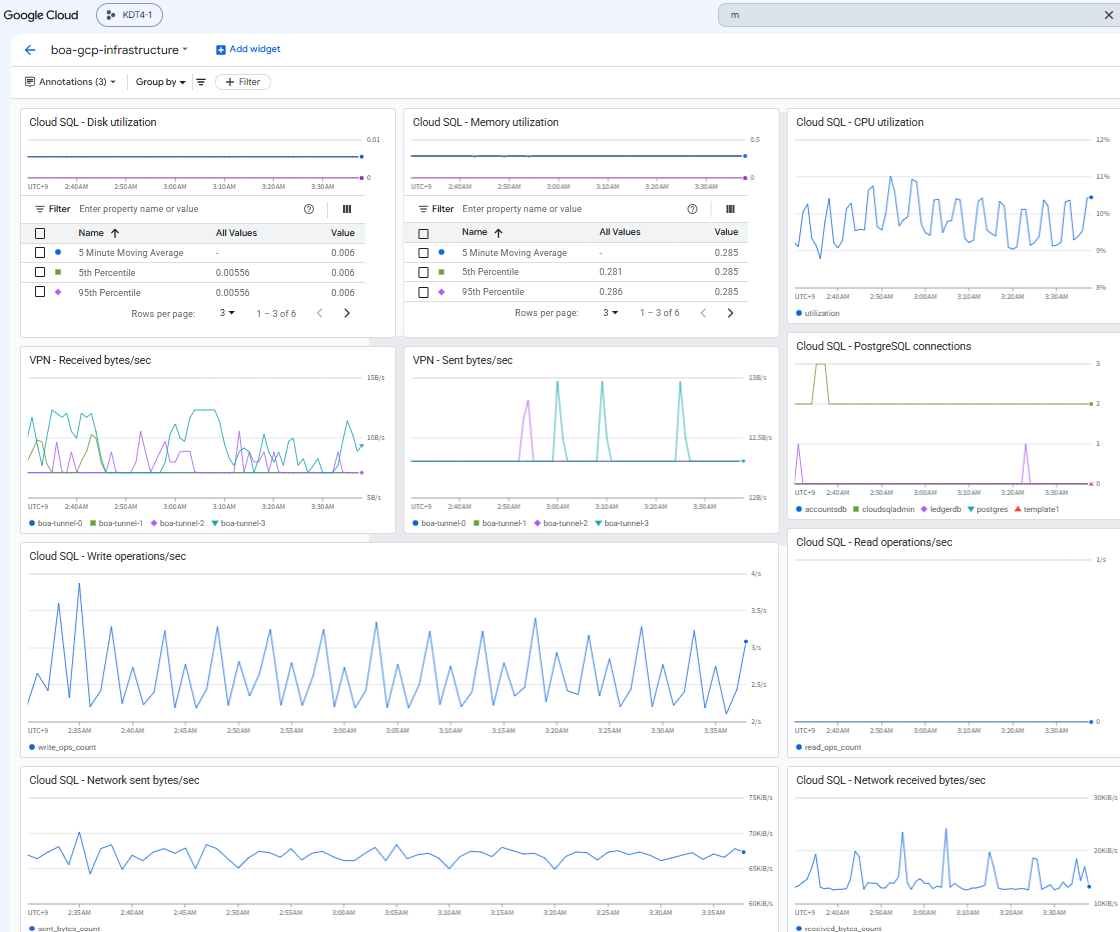 Google Cloud KDT4-1 m
boa-gcp-infrastructure Add widget
Annotations (3) Group by Filter
Cloud SQL - Disk utilization
0.01
0
UTC+9 2:40AM 2:50AM 3:00AM 3:10AM 3:20AM 3:30AM
Filter Enter property name or value
Name All Values Value
5 Minute Moving Average - 0.006
5th Percentile 0.00556 0.006
95th Percentile 0.00556 0.006
Rows per page: 3 1 – 3 of 6
Cloud SQL - Memory utilization
0.5
0
UTC+9 2:40AM 2:50AM 3:00AM 3:10AM 3:20AM 3:30AM
Filter Enter property name or value
Name All Values Value
5 Minute Moving Average - 0.285
5th Percentile 0.281 0.285
95th Percentile 0.286 0.285
Rows per page: 3 1 – 3 of 6
Cloud SQL - CPU utilization
12%
11%
10%
9%
8%
UTC+9 2:40AM 2:50AM 3:00AM 3:10AM 3:20AM 3:30AM
utilization
VPN - Received bytes/sec
15B/s
10B/s
5B/s
UTC+9 2:40AM 2:50AM 3:00AM 3:10AM 3:20AM 3:30AM
boa-tunnel-0 boa-tunnel-1 boa-tunnel-2 boa-tunnel-3
VPN - Sent bytes/sec
13B/s
12.5B/s
12B/s
UTC+9 2:40AM 2:50AM 3:00AM 3:10AM 3:20AM 3:30AM
boa-tunnel-0 boa-tunnel-1 boa-tunnel-2 boa-tunnel-3
Cloud SQL - PostgreSQL connections
3
2
1
0
UTC+9 2:40AM 2:50AM 3:00AM 3:10AM 3:20AM 3:30AM
accountsdb cloudsqladmin ledgerdb postgres template1
Cloud SQL - Write operations/sec
4/s
3.5/s
3/s
2.5/s
2/s
UTC+9 2:35AM 2:40AM 2:45AM 2:50AM 2:55AM 3:00AM 3:05AM 3:10AM 3:15AM 3:20AM 3:25AM 3:30AM 3:35AM
write_ops_count
Cloud SQL - Read operations/sec
1/s
0
UTC+9 2:40AM 2:50AM 3:00AM 3:10AM 3:20AM 3:30AM
read_ops_count
Cloud SQL - Network sent bytes/sec
75KiB/s
70KiB/s
65KiB/s
60KiB/s
UTC+9 2:35AM 2:40AM 2:45AM 2:50AM 2:55AM 3:00AM 3:05AM 3:10AM 3:15AM 3:20AM 3:25AM 3:30AM 3:35AM
sent_bytes_count
Cloud SQL - Network received bytes/sec
30KiB/s
20KiB/s
10KiB/s
UTC+9 2:40AM 2:50AM 3:00AM 3:10AM 3:20AM 3:30AM
received_bytes_count